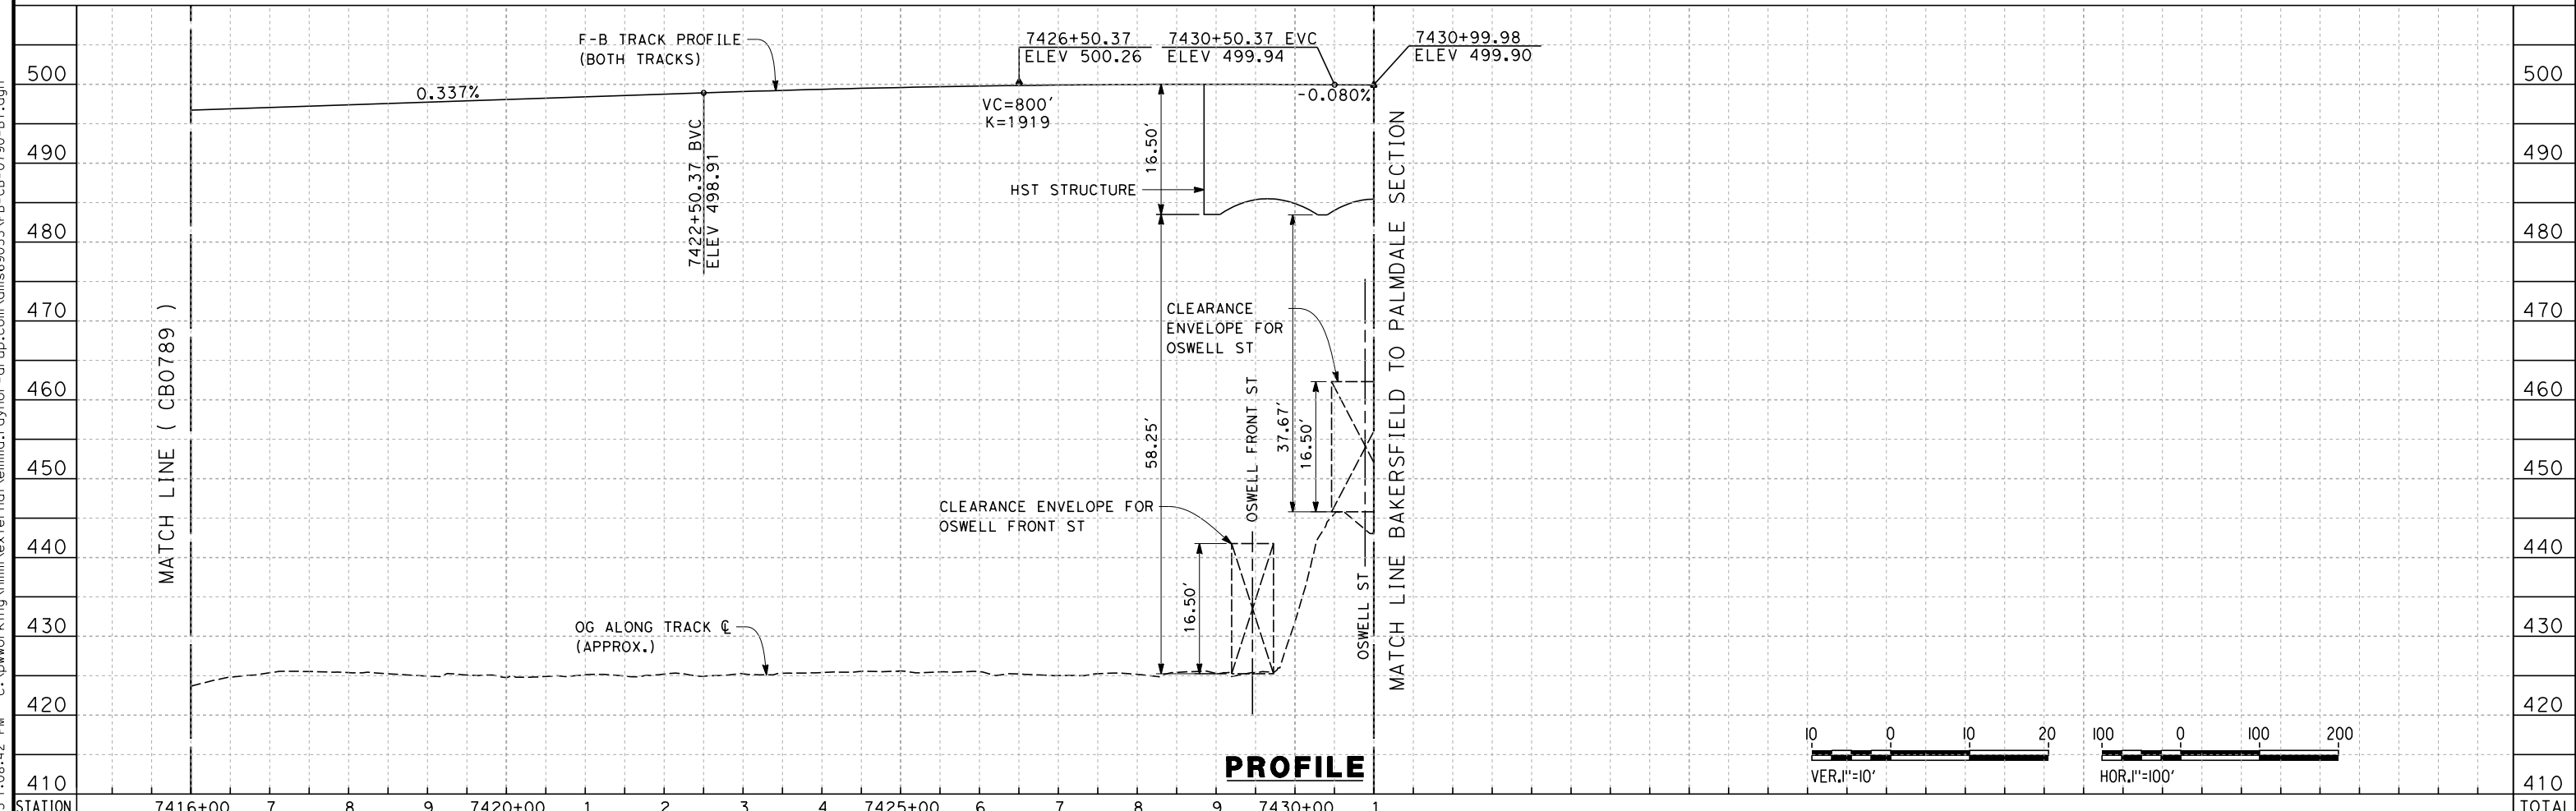 F-B TRACK PROFILE
(BOTH TRACKS)
7426+50.37
ELEV 500.26
7430+50.37 EVC
ELEV 499.94
7430+99.98
ELEV 499.90
500
500
0.337%
-0.080%
VC=800′
K=1919
7422+50.37 BVC
ELEV 498.91
16.50′
HST STRUCTURE
490
490
480
480
470
470
460
460
450
450
440
440
430
430
420
420
410
410
MATCH LINE ( CB0789 )
CLEARANCE
ENVELOPE FOR
OSWELL ST
58.25′
OSWELL FRONT ST
37.67′
16.50′
CLEARANCE ENVELOPE FOR
OSWELL FRONT ST
16.50′
OSWELL ST
MATCH LINE BAKERSFIELD TO PALMDALE SECTION
OG ALONG TRACK ℄
(APPROX.)
PROFILE
10 0 10 20
VER.1"=10′
100 0 100 200
HOR.1"=100′
STATION 7416+00 7 8 9 7420+00 1 2 3 4 7425+00 6 7 8 9 7430+00 1 TOTAL